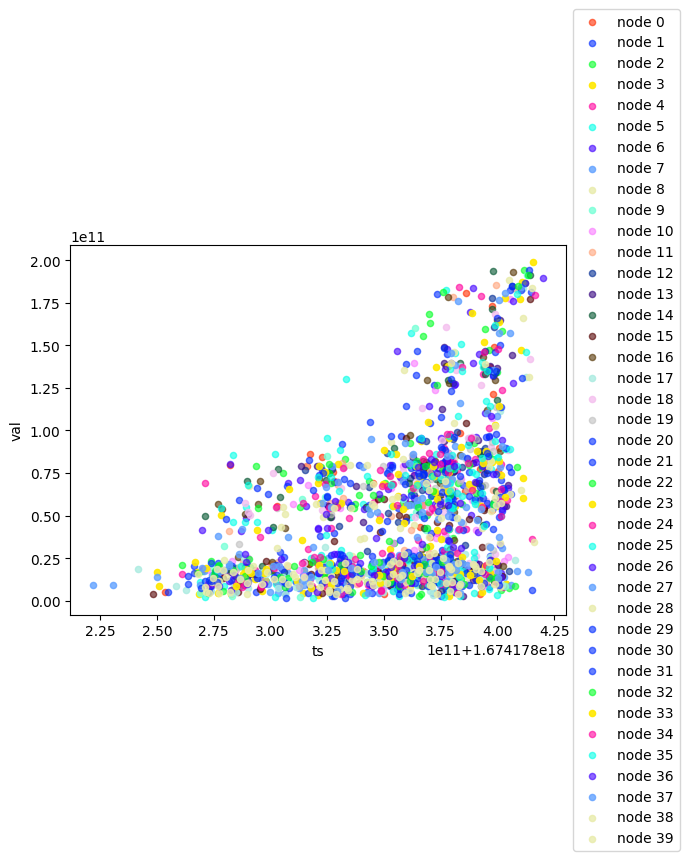 1e11
2.00
1.75
1.50
1.25
1.00
0.75
0.50
0.25
0.00
val
2.25 2.50 2.75 3.00 3.25 3.50 3.75 4.00 4.25
ts
1e11+1.674178e18
node 0
node 1
node 2
node 3
node 4
node 5
node 6
node 7
node 8
node 9
node 10
node 11
node 12
node 13
node 14
node 15
node 16
node 17
node 18
node 19
node 20
node 21
node 22
node 23
node 24
node 25
node 26
node 27
node 28
node 29
node 30
node 31
node 32
node 33
node 34
node 35
node 36
node 37
node 38
node 39